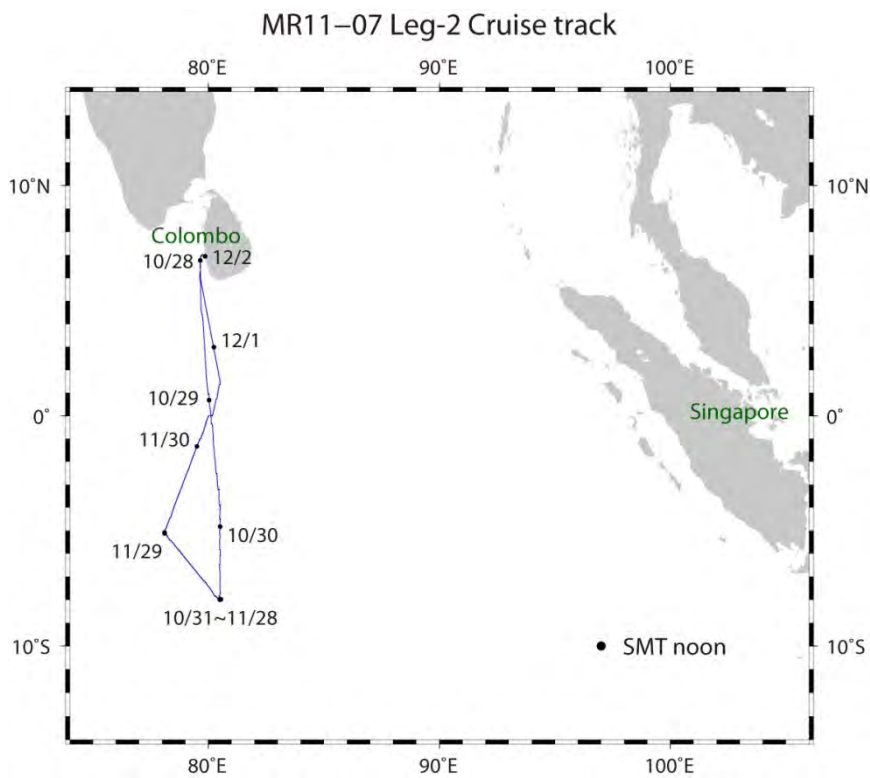 MR11−07 Leg-2 Cruise track
80˚E 90˚E 100˚E
10˚N 10˚N
Colombo
10/28 12/2
12/1
10/29
0˚ Singapore 0˚
11/30
10/30
11/29
10/31~11/28
10˚S SMT noon 10˚S
80˚E 90˚E 100˚E